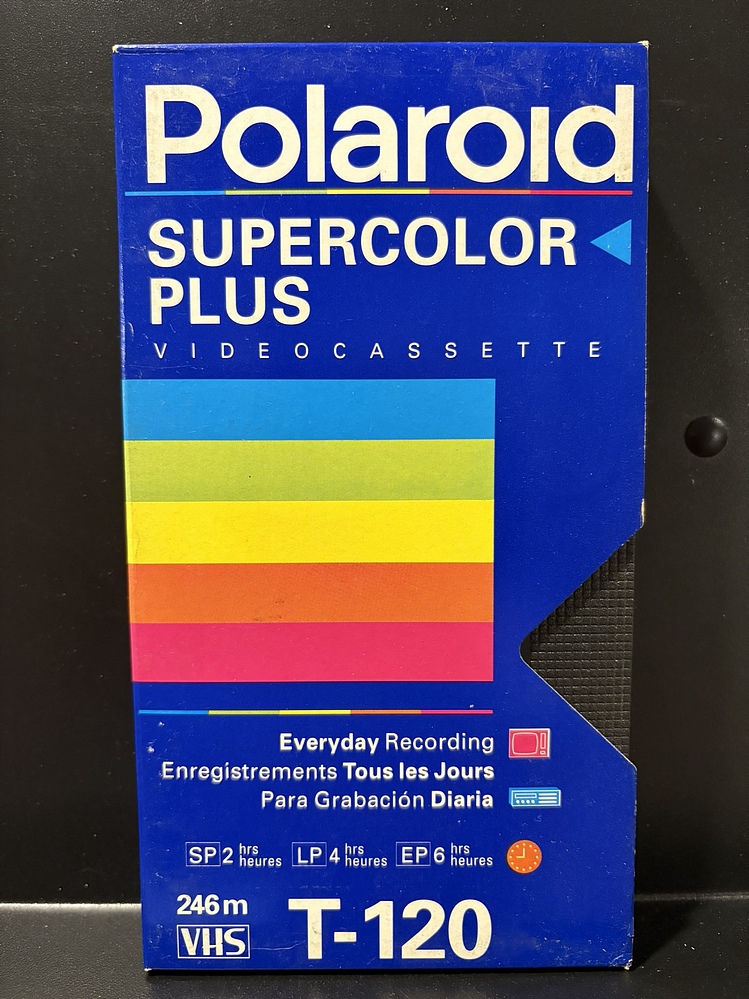 Polaroid
SUPERCOLOR
PLUS
VIDEOCASSETTE
Everyday Recording
Enregistrements Tous les Jours
Para Grabación Diaria
SP 2 hrs heures LP 4 hrs heures EP 6 hrs heures
246m
VHS T-120